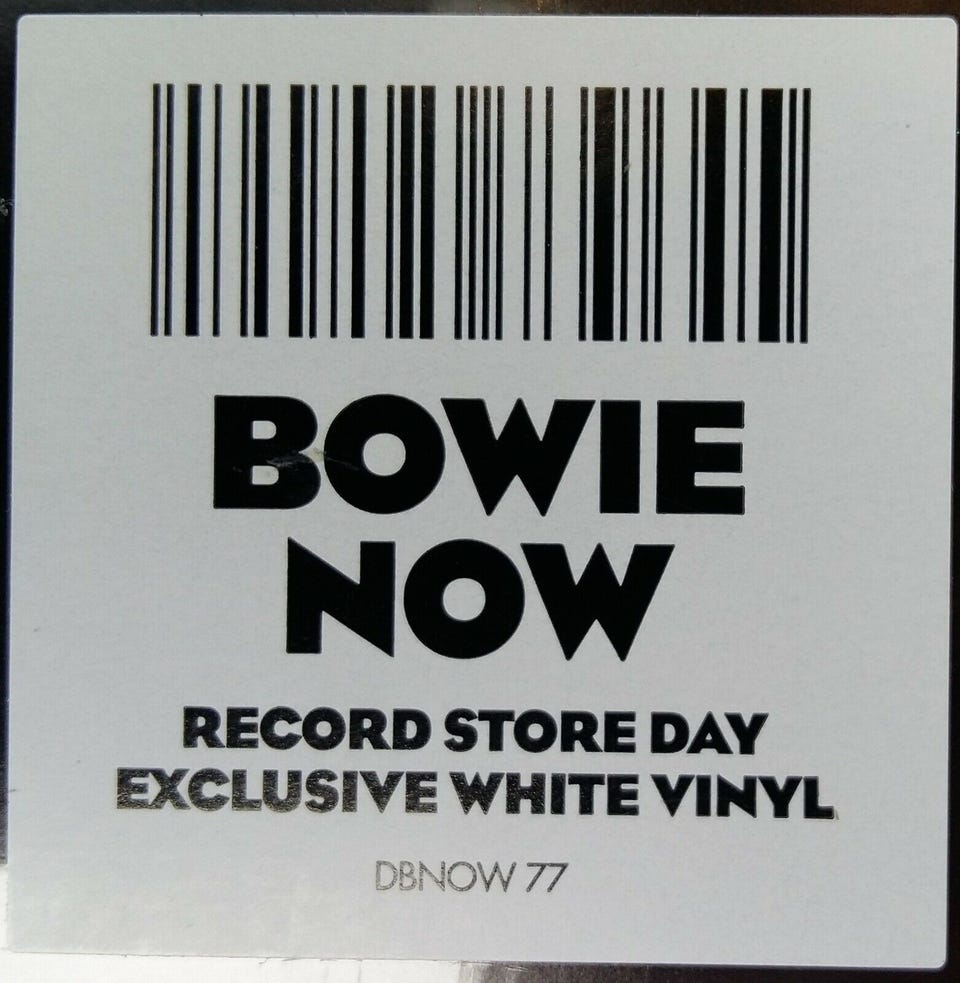 BOWIE
NOW
RECORD STORE DAY
EXCLUSIVE WHITE VINYL
DBNOW 77